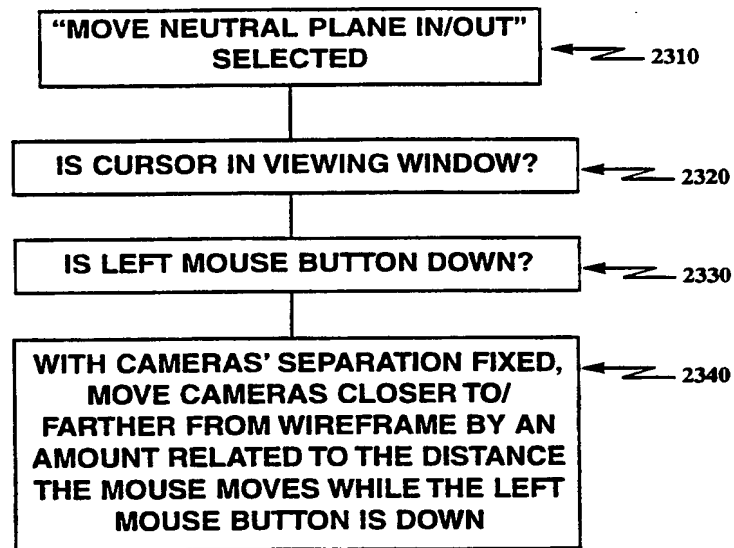 “MOVE NEUTRAL PLANE IN/OUT”
SELECTED
2310
IS CURSOR IN VIEWING WINDOW?
2320
IS LEFT MOUSE BUTTON DOWN?
2330
WITH CAMERAS’ SEPARATION FIXED,
MOVE CAMERAS CLOSER TO/
FARTHER FROM WIREFRAME BY AN
AMOUNT RELATED TO THE DISTANCE
THE MOUSE MOVES WHILE THE LEFT
MOUSE BUTTON IS DOWN
2340